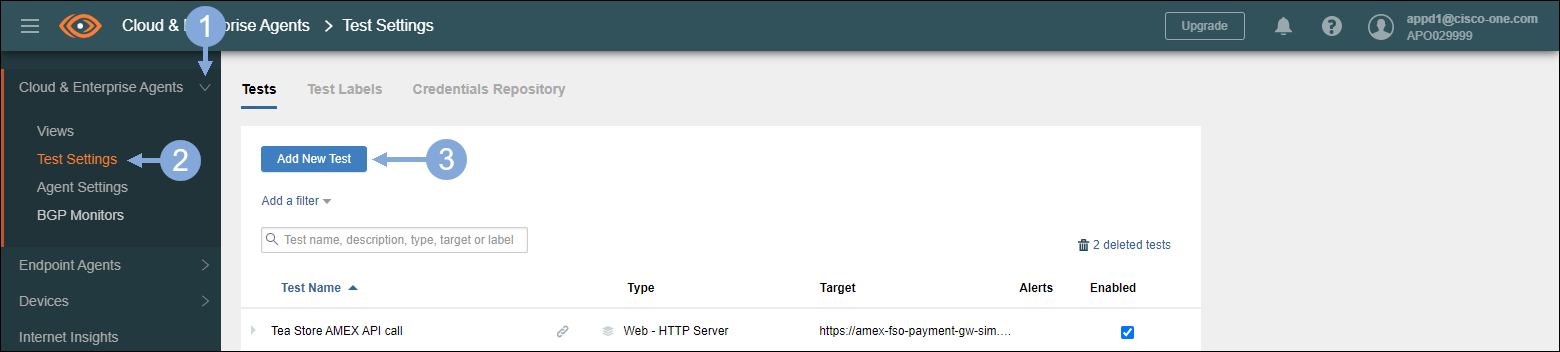 Cloud & Enterprise Agents > Test Settings
1
Upgrade
appd1@cisco-one.com
APO029999
Cloud & Enterprise Agents
Views
Test Settings
2
Agent Settings
BGP Monitors
Endpoint Agents
Devices
Internet Insights
Tests Test Labels Credentials Repository
Add New Test
3
Add a filter
Test name, description, type, target or label
2 deleted tests
Test Name Type Target Alerts Enabled
Tea Store AMEX API call Web - HTTP Server https://amex-fso-payment-gw-sim....